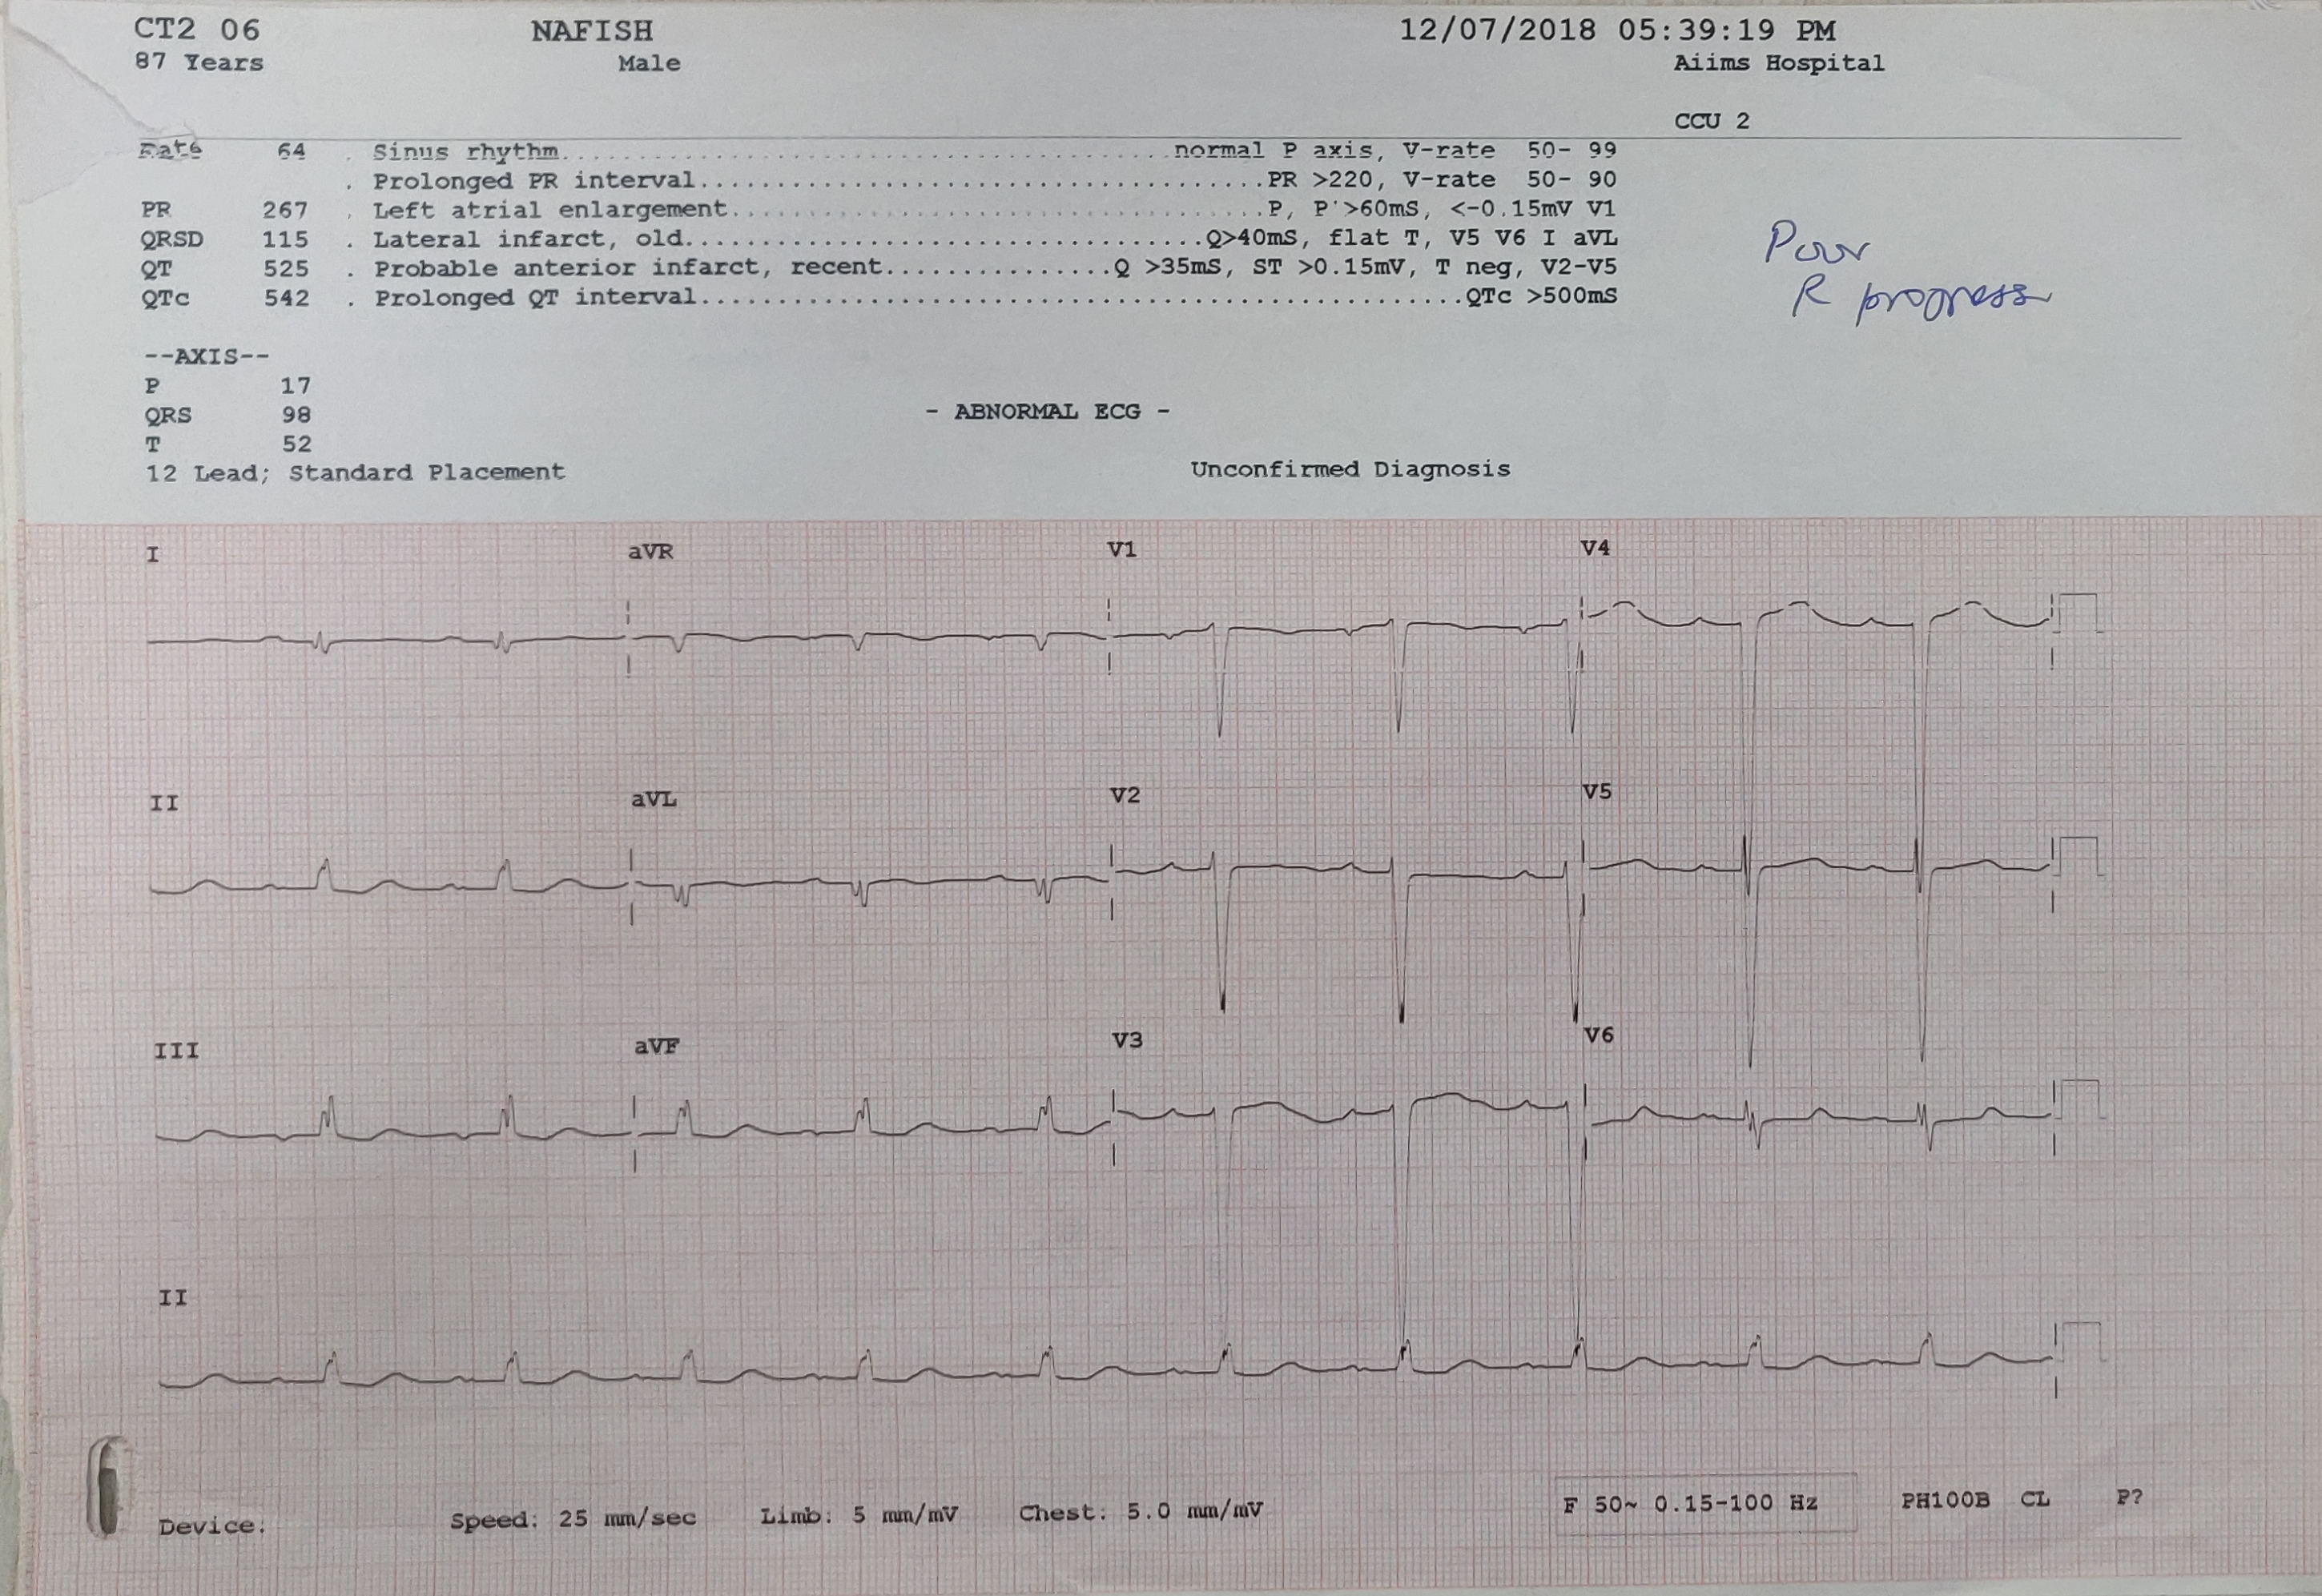 CT2 06 NAFISH 12/07/2018 05:39:19 PM
87 Years Male Aiims Hospital
CCU 2
Rate 64 . Sinus rhythm.......................................normal P axis, V-rate 50- 99
. Prolonged PR interval.....................................PR >220, V-rate 50- 90
PR 267 . Left atrial enlargement..................................P, P'>60mS, <-0.15mV V1
QRSD 115 . Lateral infarct, old.................................Q>40mS, flat T, V5 V6 I aVL
QT 525 . Probable anterior infarct, recent...............Q >35mS, ST >0.15mV, T neg, V2-V5
QTc 542 . Prolonged QT interval.................................................QTc >500mS
Poor
R progress
--AXIS--
P 17
QRS 98 - ABNORMAL ECG -
T 52
12 Lead; Standard Placement Unconfirmed Diagnosis
I aVR V1 V4
II aVL V2 V5
III aVF V3 V6
II
Device: Speed: 25 mm/sec Limb: 5 mm/mV Chest: 5.0 mm/mV F 50~ 0.15-100 Hz PH100B CL P?